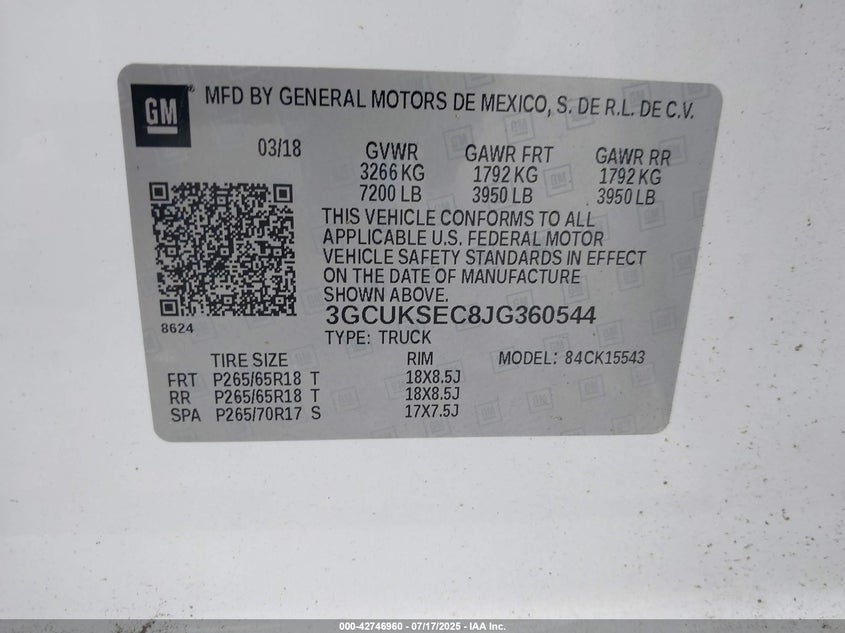 GM
MFD BY GENERAL MOTORS DE MEXICO, S. DE R.L. DE C.V.
03/18
GVWR GAWR FRT GAWR RR
3266 KG 1792 KG 1792 KG
7200 LB 3950 LB 3950 LB
THIS VEHICLE CONFORMS TO ALL
APPLICABLE U.S. FEDERAL MOTOR
VEHICLE SAFETY STANDARDS IN EFFECT
ON THE DATE OF MANUFACTURE
SHOWN ABOVE.
8624
3GCUKSEC8JG360544
TYPE: TRUCK
TIRE SIZE RIM MODEL: 84CK15543
FRT P265/65R18 T 18X8.5J
RR P265/65R18 T 18X8.5J
SPA P265/70R17 S 17X7.5J
000-42746960 - 07/17/2025 - IAA Inc.